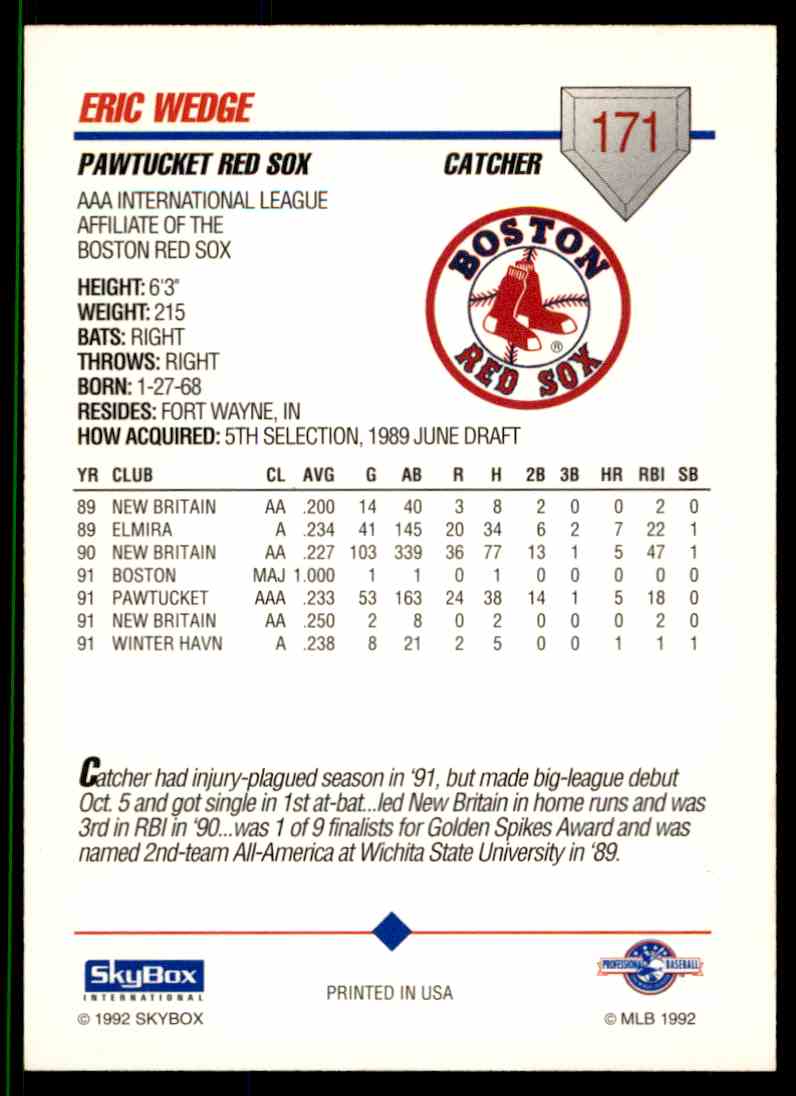 ERIC WEDGE
171
PAWTUCKET RED SOX CATCHER
AAA INTERNATIONAL LEAGUE
AFFILIATE OF THE
BOSTON RED SOX
BOSTON
RED SOX
®
HEIGHT: 6'3"
WEIGHT: 215
BATS: RIGHT
THROWS: RIGHT
BORN: 1-27-68
RESIDES: FORT WAYNE, IN
HOW ACQUIRED: 5TH SELECTION, 1989 JUNE DRAFT
YR CLUB CL AVG G AB R H 2B 3B HR RBI SB
89 NEW BRITAIN AA .200 14 40 3 8 2 0 0 2 0
89 ELMIRA A .234 41 145 20 34 6 2 7 22 1
90 NEW BRITAIN AA .227 103 339 36 77 13 1 5 47 1
91 BOSTON MAJ 1.000 1 1 0 1 0 0 0 0 0
91 PAWTUCKET AAA .233 53 163 24 38 14 1 5 18 0
91 NEW BRITAIN AA .250 2 8 0 2 0 0 0 2 0
91 WINTER HAVN A .238 8 21 2 5 0 0 1 1 1
Catcher had injury-plagued season in '91, but made big-league debut
Oct. 5 and got single in 1st at-bat...led New Britain in home runs and was
3rd in RBI in '90...was 1 of 9 finalists for Golden Spikes Award and was
named 2nd-team All-America at Wichita State University in '89.
SkyBox
INTERNATIONAL
© 1992 SKYBOX
PRINTED IN USA
PROFESSIONAL BASEBALL
© MLB 1992